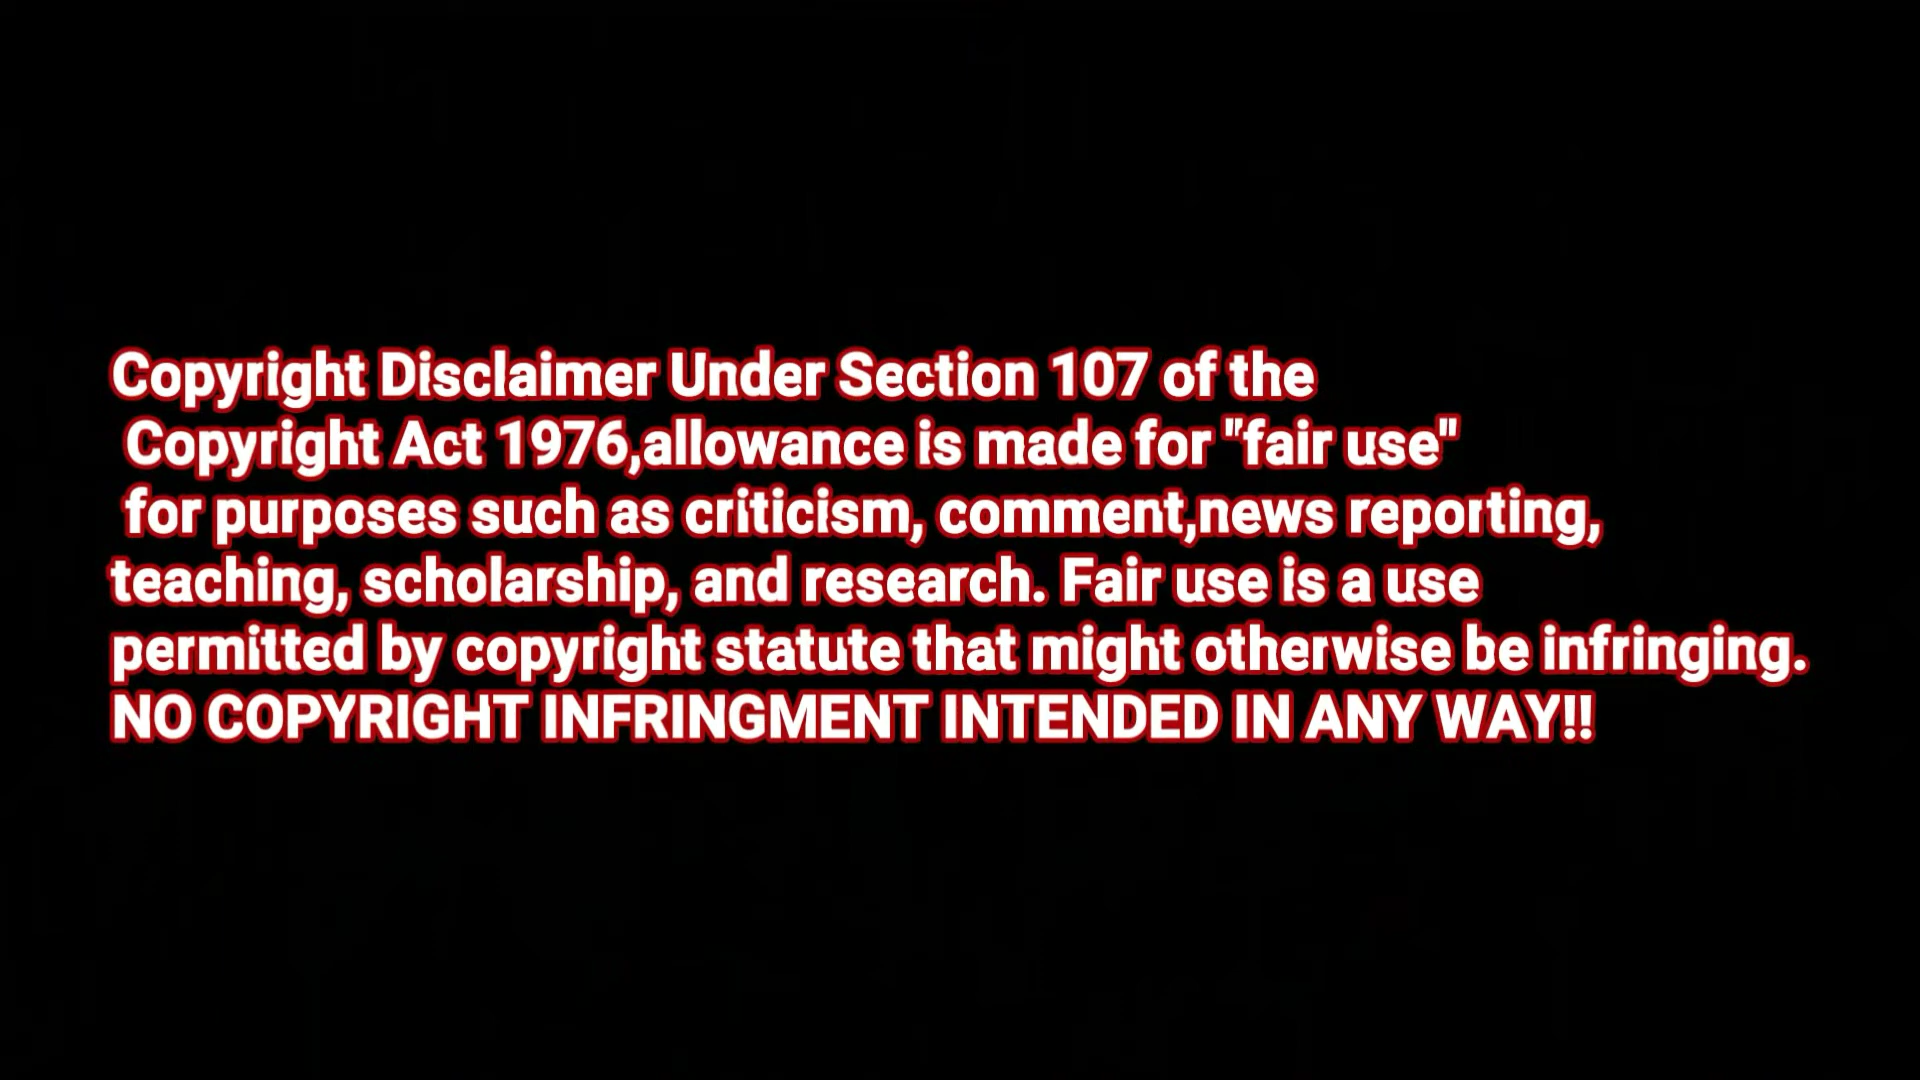 Copyright Disclaimer Under Section 107 of the
Copyright Act 1976,allowance is made for "fair use"
for purposes such as criticism, comment,news reporting,
teaching, scholarship, and research. Fair use is a use
permitted by copyright statute that might otherwise be infringing.
NO COPYRIGHT INFRINGMENT INTENDED IN ANY WAY!!